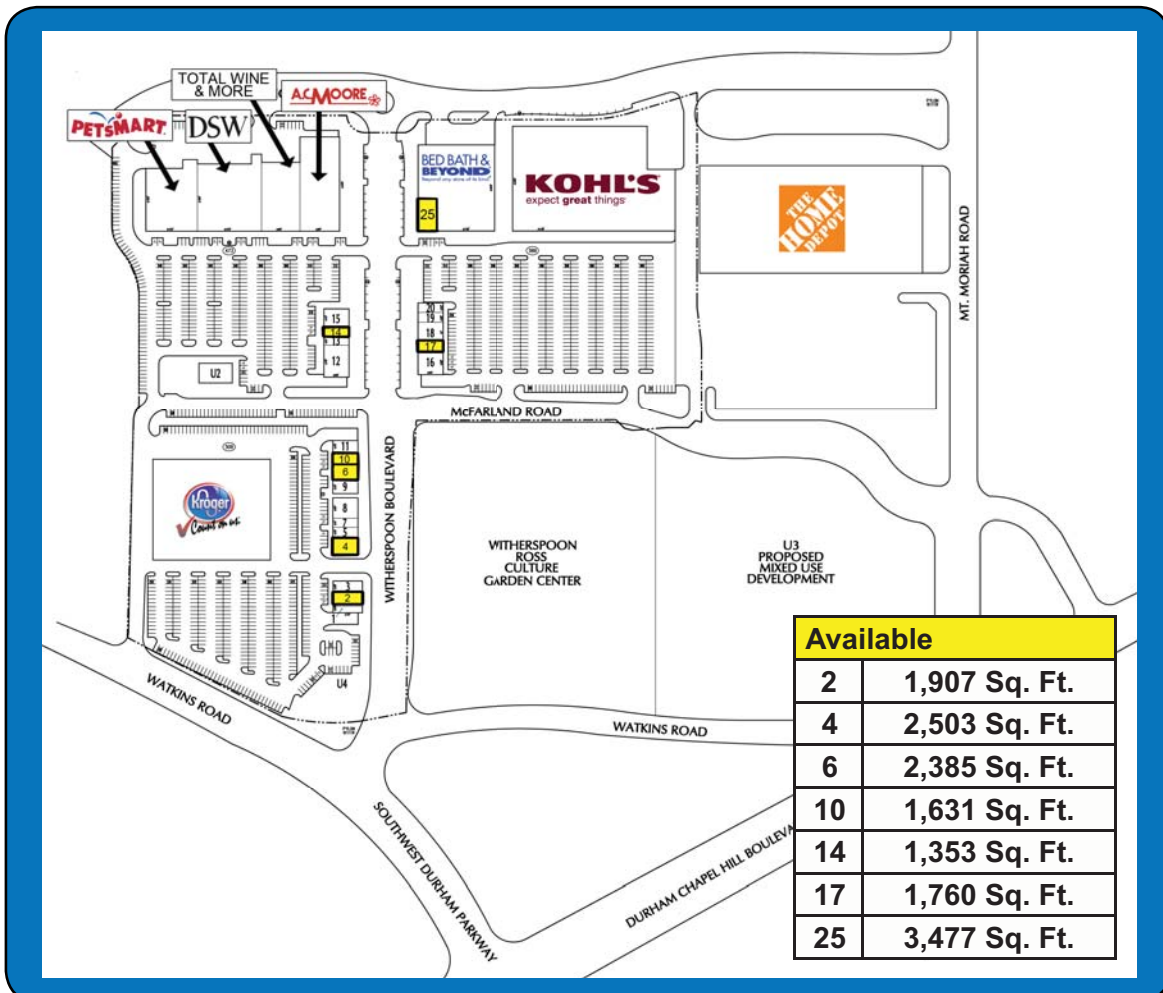 TOTAL WINE
& MORE
A.C.MOORE
PETSMART
DSW
BED BATH &
BEYOND
KOHL'S
expect great things
THE
HOME
DEPOT
25
MT. MORIAH ROAD
15
14
13
12
20
19
18
17
16
U2
McFARLAND ROAD
WITHERSPOON BOULEVARD
11
10
6
9
8
7
5
4
Kroger
Count on us.
3
2
U4
WITHERSPOON
ROSS
CULTURE
GARDEN CENTER
U3
PROPOSED
MIXED USE
DEVELOPMENT
WATKINS ROAD
WATKINS ROAD
SOUTHWEST DURHAM PARKWAY
DURHAM CHAPEL HILL
Available
2 1,907 Sq. Ft.
4 2,503 Sq. Ft.
6 2,385 Sq. Ft.
10 1,631 Sq. Ft.
14 1,353 Sq. Ft.
17 1,760 Sq. Ft.
25 3,477 Sq. Ft.